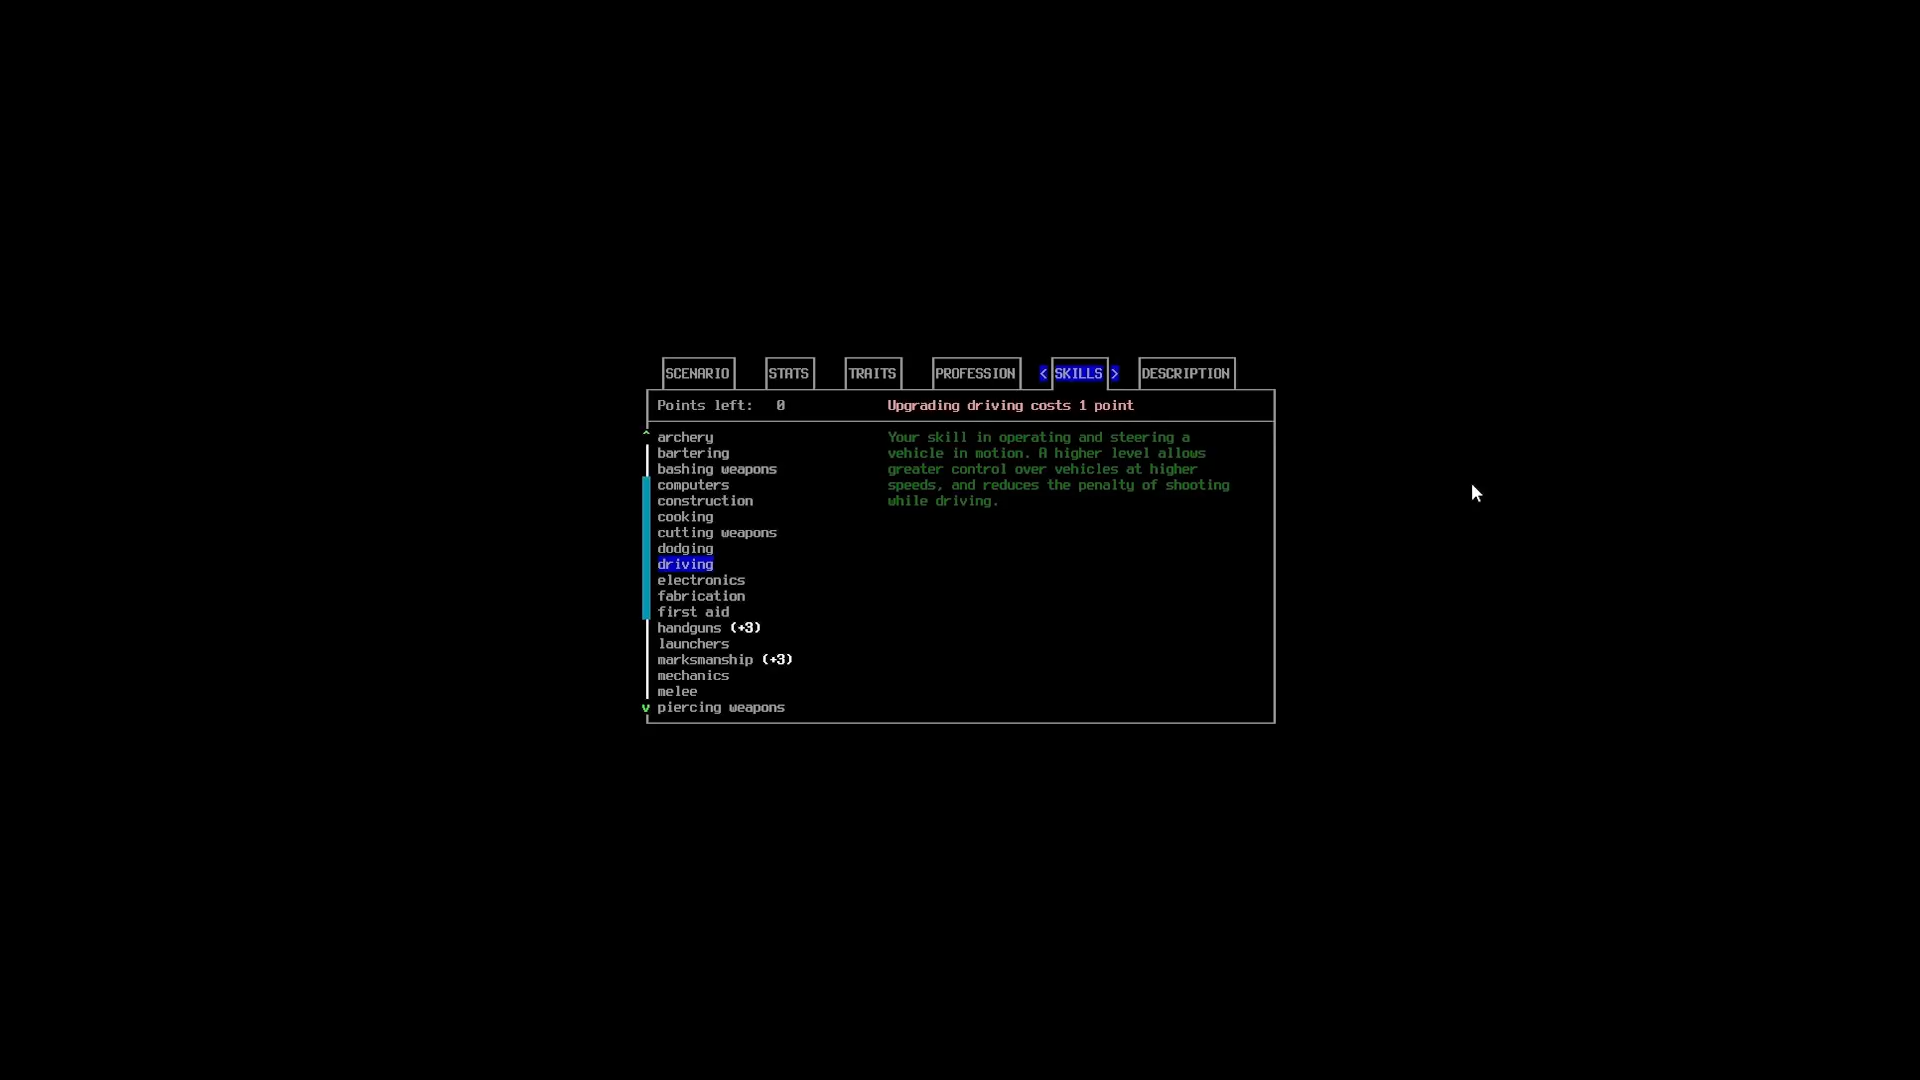 SCENARIO STATS TRAITS PROFESSION < SKILLS > DESCRIPTION
Points left: 0 Upgrading driving costs 1 point
^ archery Your skill in operating and steering a
bartering vehicle in motion. A higher level allows
bashing weapons greater control over vehicles at higher
computers speeds, and reduces the penalty of shooting
construction while driving.
cooking
cutting weapons
dodging
driving
electronics
fabrication
first aid
handguns (+3)
launchers
marksmanship (+3)
mechanics
melee
v piercing weapons